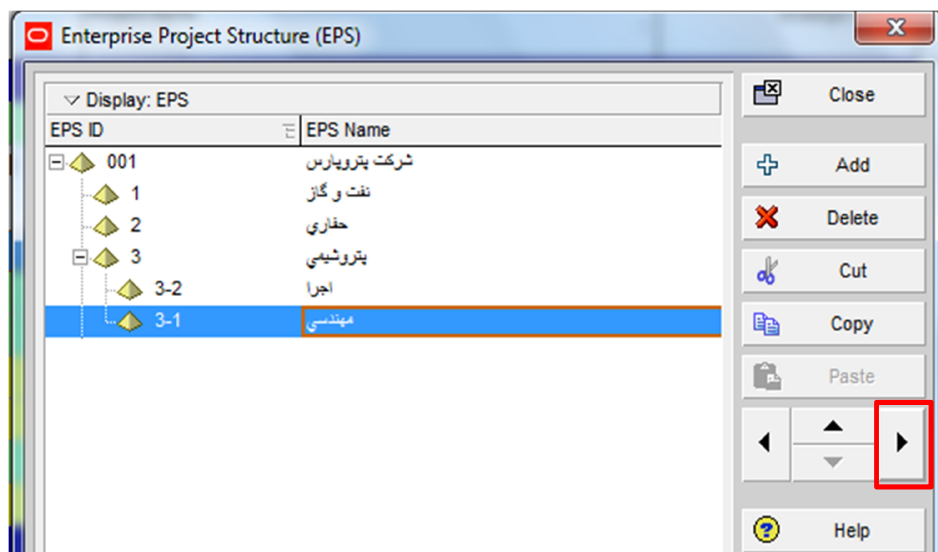 Enterprise Project Structure (EPS)
Display: EPS
EPS ID EPS Name
001 شركت پتروپارس
1 نفت و گاز
2 حفاري
3 پتروشيمي
3-2 اجرا
3-1 مهندسي
Close
Add
Delete
Cut
Copy
Paste
Help